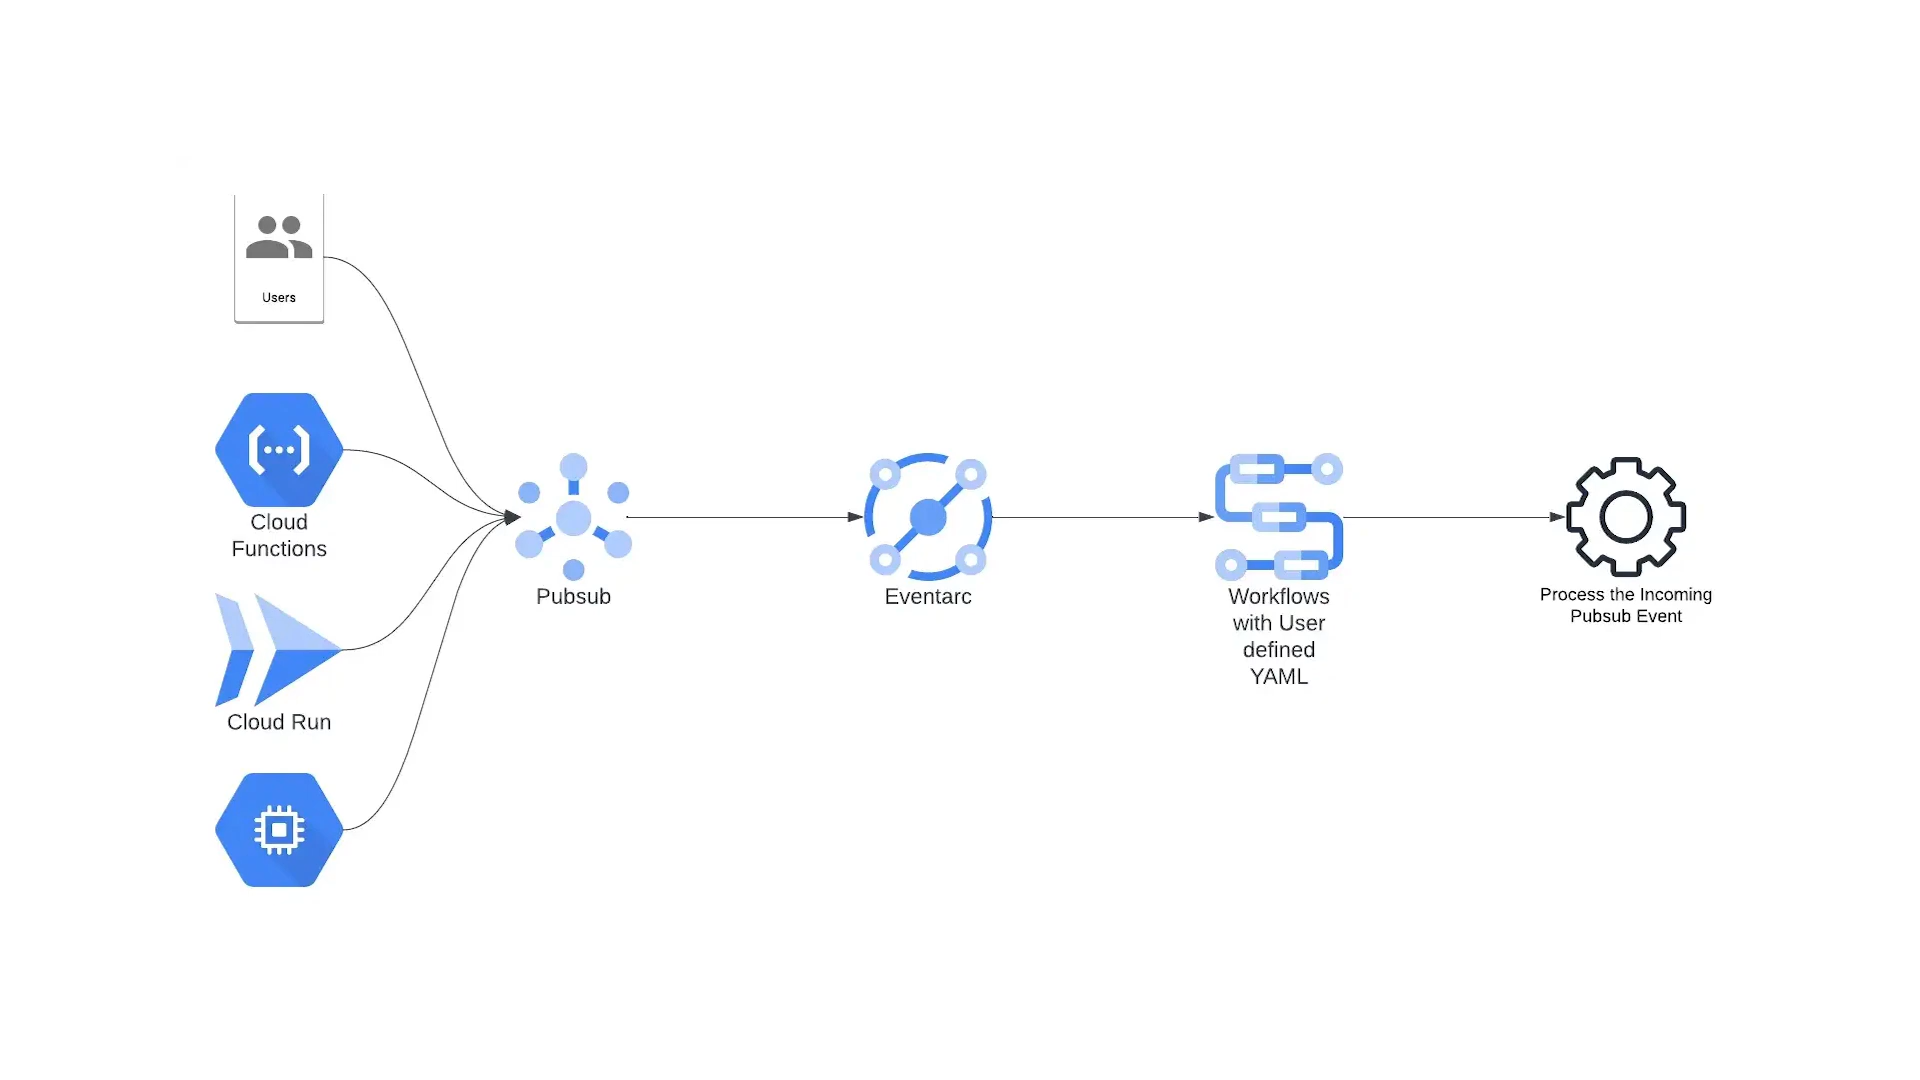 Users
Cloud
Functions
Cloud Run
Pubsub
Eventarc
Workflows
with User
defined
YAML
Process the Incoming
Pubsub Event